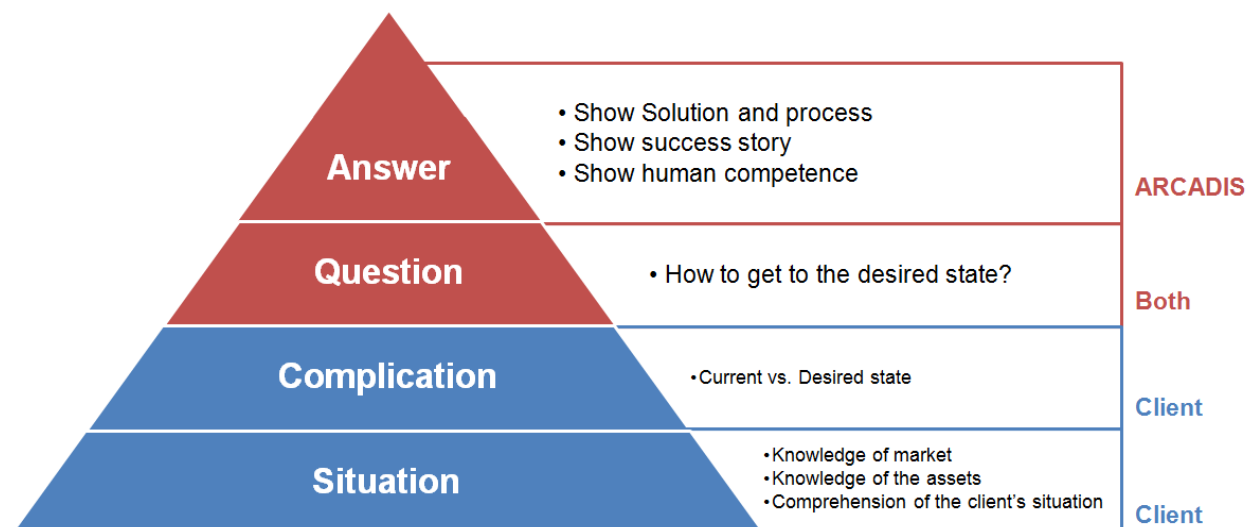 Answer
• Show Solution and process
• Show success story
• Show human competence
ARCADIS
Question
• How to get to the desired state?
Both
Complication
•Current vs. Desired state
Client
Situation
•Knowledge of market
•Knowledge of the assets
•Comprehension of the client's situation
Client